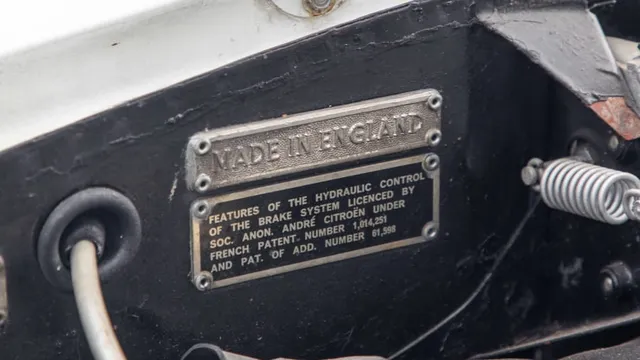 MADE IN ENGLAND
FEATURES OF THE HYDRAULIC CONTROL
OF THE BRAKE SYSTEM LICENCED BY
SOC. ANON. ANDRÉ CITROËN UNDER
FRENCH PATENT. NUMBER 1,014,251
AND PAT. OF ADD. NUMBER 61,598